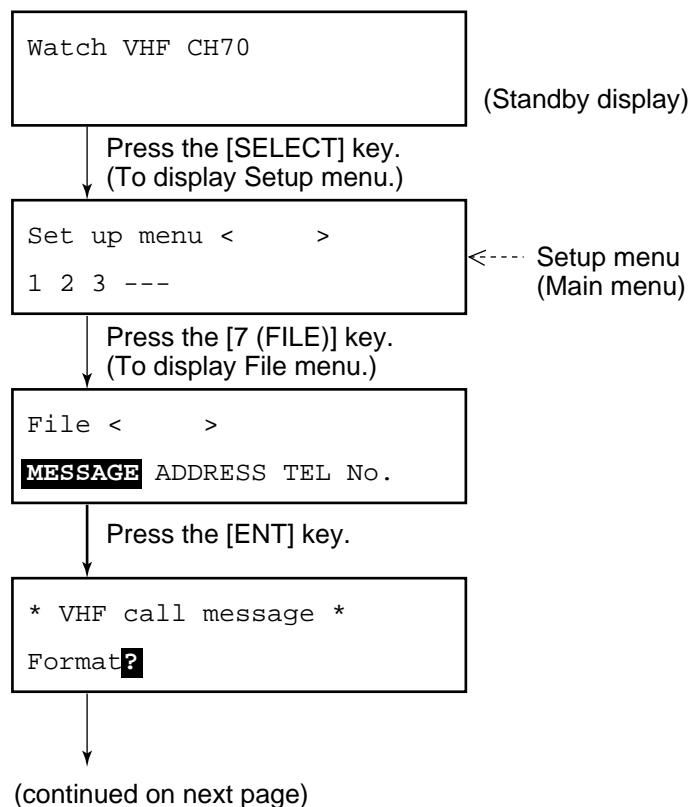 Watch VHF CH70
(Standby display)
Press the [SELECT] key.
(To display Setup menu.)
Set up menu <     >
1 2 3 ---
Setup menu
(Main menu)
Press the [7 (FILE)] key.
(To display File menu.)
File <     >
MESSAGE ADDRESS TEL No.
Press the [ENT] key.
* VHF call message *
Format?
(continued on next page)